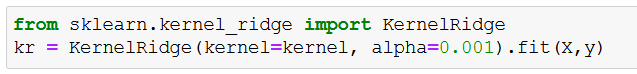 from sklearn.kernel_ridge import KernelRidge
kr = KernelRidge(kernel=kernel, alpha=0.001).fit(X,y)